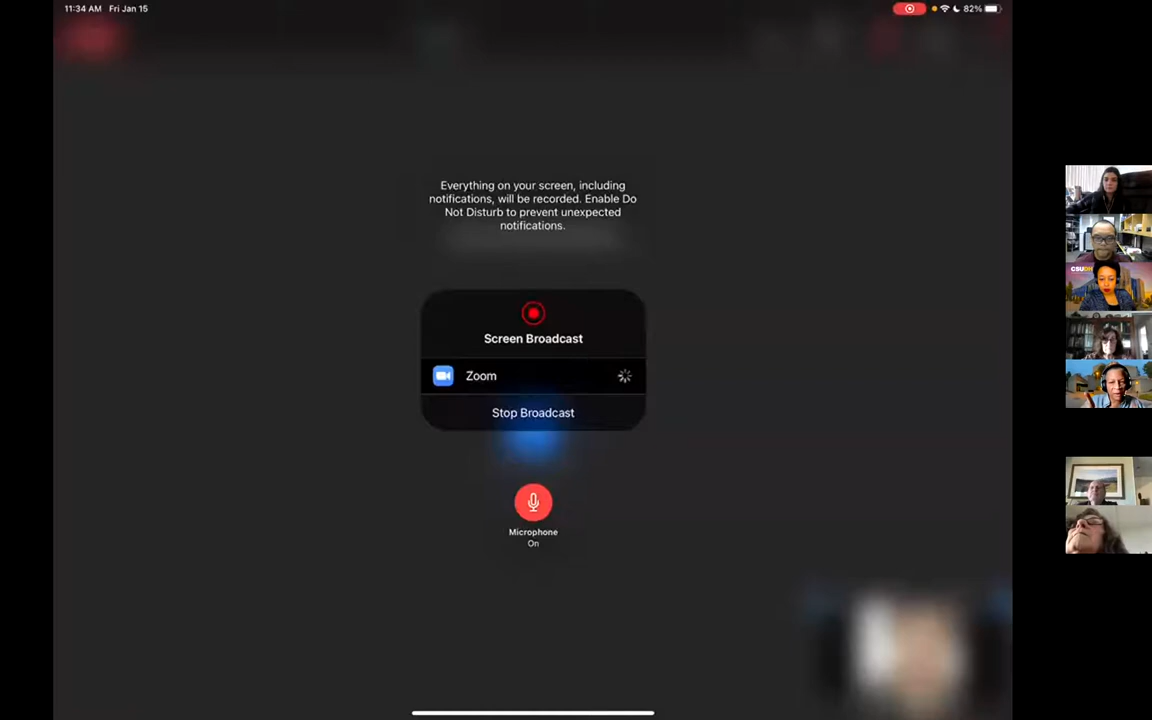 11:34 AM Fri Jan 15
82%
Everything on your screen, including
notifications, will be recorded. Enable Do
Not Disturb to prevent unexpected
notifications.
Screen Broadcast
Zoom
Stop Broadcast
Microphone
On
CSUDH